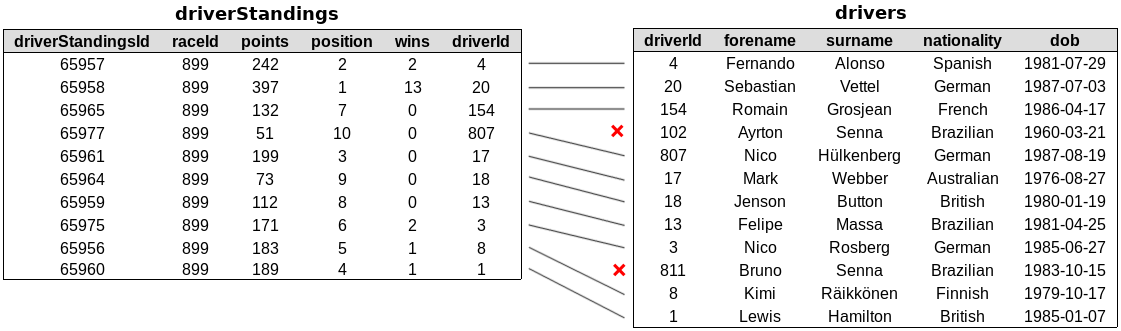 driverStandings
driverStandingsId raceId points position wins driverId
65957 899 242 2 2 4
65958 899 397 1 13 20
65965 899 132 7 0 154
65977 899 51 10 0 807
65961 899 199 3 0 17
65964 899 73 9 0 18
65959 899 112 8 0 13
65975 899 171 6 2 3
65956 899 183 5 1 8
65960 899 189 4 1 1
drivers
driverId forename surname nationality dob
4 Fernando Alonso Spanish 1981-07-29
20 Sebastian Vettel German 1987-07-03
154 Romain Grosjean French 1986-04-17
102 Ayrton Senna Brazilian 1960-03-21
807 Nico Hülkenberg German 1987-08-19
17 Mark Webber Australian 1976-08-27
18 Jenson Button British 1980-01-19
13 Felipe Massa Brazilian 1981-04-25
3 Nico Rosberg German 1985-06-27
811 Bruno Senna Brazilian 1983-10-15
8 Kimi Räikkönen Finnish 1979-10-17
1 Lewis Hamilton British 1985-01-07